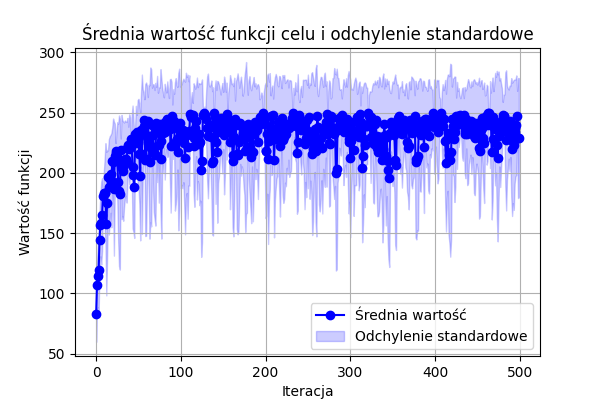 Średnia wartość funkcji celu i odchylenie standardowe
300
250
200
150
100
50
Wartość funkcji
0
100
200
300
400
500
Iteracja
Średnia wartość
Odchylenie standardowe